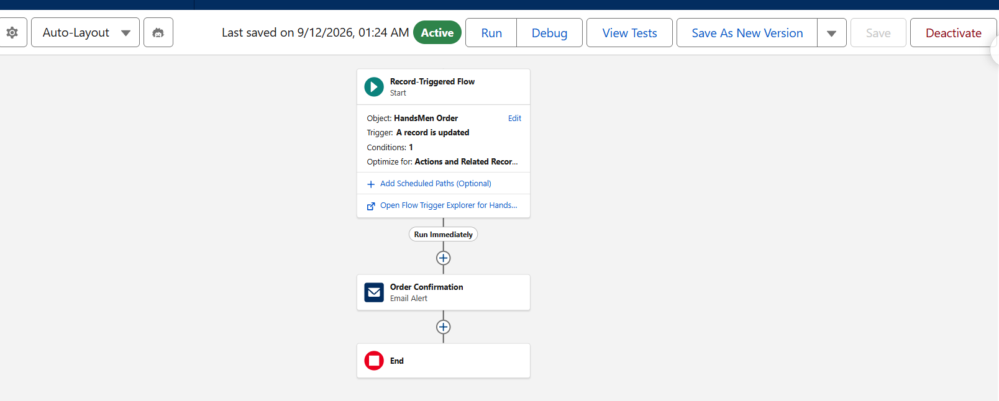 Auto-Layout
Last saved on 9/12/2026, 01:24 AM
Active
Run
Debug
View Tests
Save As New Version
Save
Deactivate
Record-Triggered Flow
Start
Object: HandsMen Order
Edit
Trigger: A record is updated
Conditions: 1
Optimize for: Actions and Related Recor...
Add Scheduled Paths (Optional)
Open Flow Trigger Explorer for Hands...
Run Immediately
Order Confirmation
Email Alert
End